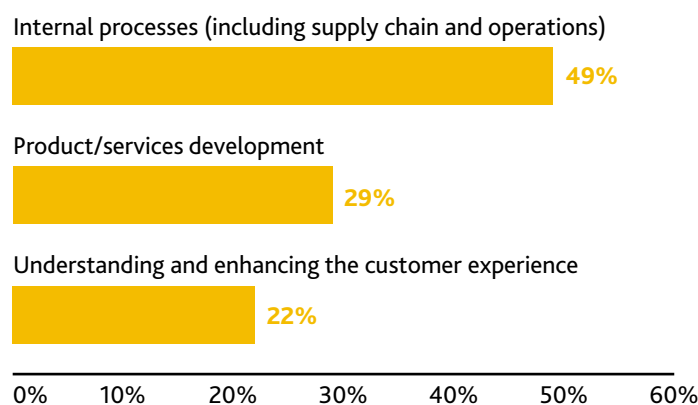 Internal processes (including supply chain and operations)
49%
Product/services development
29%
Understanding and enhancing the customer experience
22%
0% 10% 20% 30% 40% 50% 60%